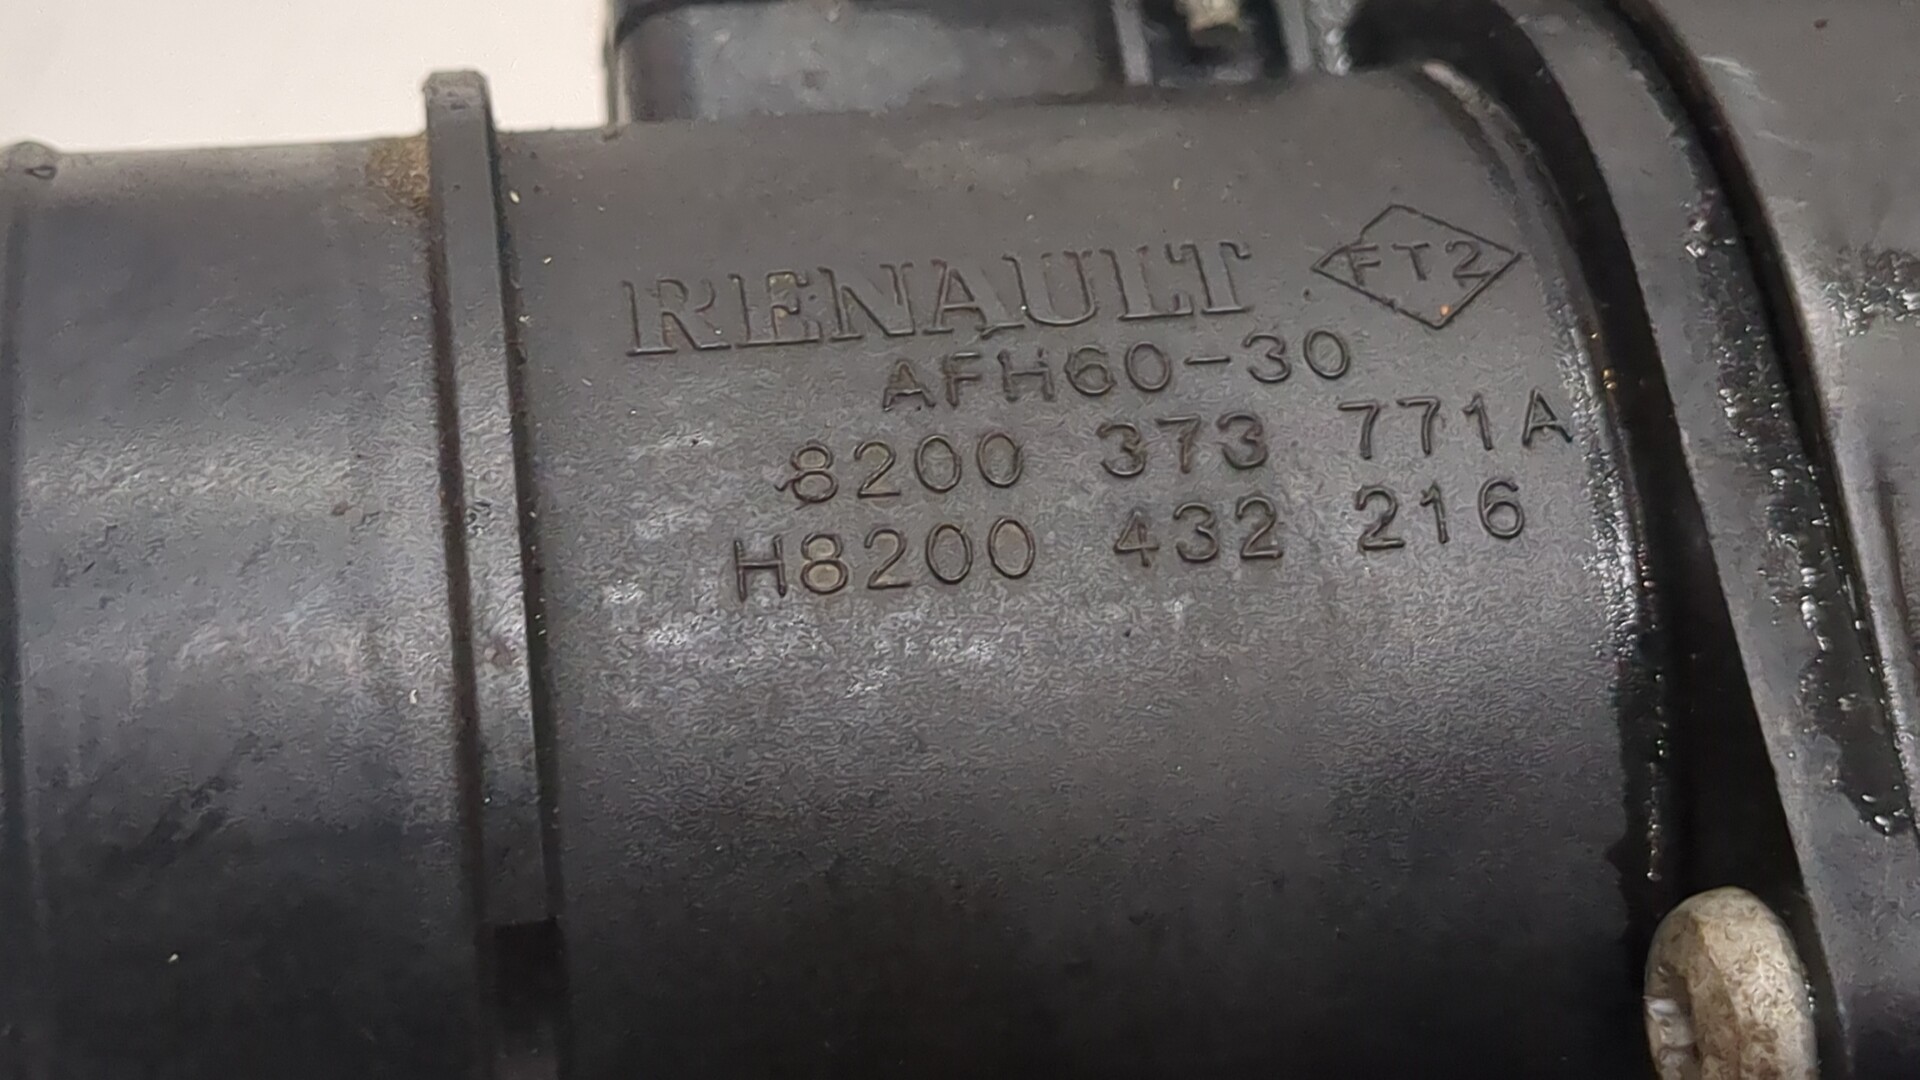 RENAULT FT2
AFH60-30
8200 373 771A
H8200 432 216